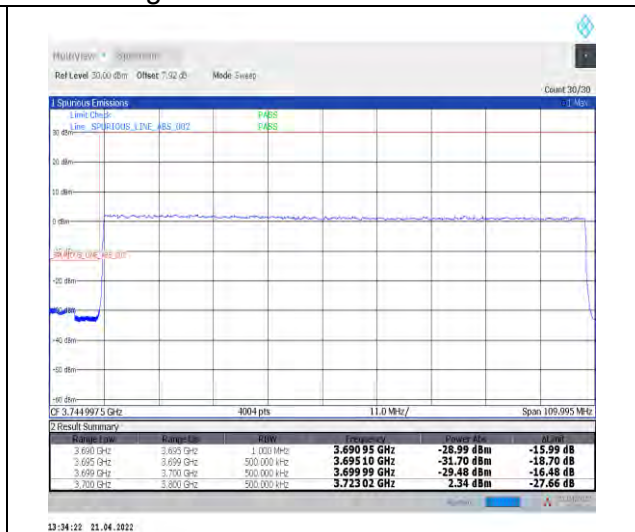 MultiView Spectrum
Ref Level 30.00 dBm Offset 7.92 dB Mode Sweep
Count 30/30
1 Spurious Emissions 1 Max
Limit Check PASS
Line _SPURIOUS_LINE_ABS_002 PASS
30 dBm
20 dBm
10 dBm
0 dBm
-20 dBm
-30 dBm
-40 dBm
-50 dBm
-60 dBm
CF 3.7449975 GHz 4004 pts 11.0 MHz/ Span 109.995 MHz
2 Result Summary
Range Low Range Up RBW Frequency Power Abs ΔLimit
3.690 GHz 3.695 GHz 1.000 MHz 3.690 95 GHz -28.99 dBm -15.99 dB
3.695 GHz 3.699 GHz 500.000 kHz 3.695 10 GHz -31.70 dBm -18.70 dB
3.699 GHz 3.700 GHz 500.000 kHz 3.699 99 GHz -29.48 dBm -16.48 dB
3.700 GHz 3.800 GHz 500.000 kHz 3.723 02 GHz 2.34 dBm -27.66 dB
13:34:22 21.04.2022